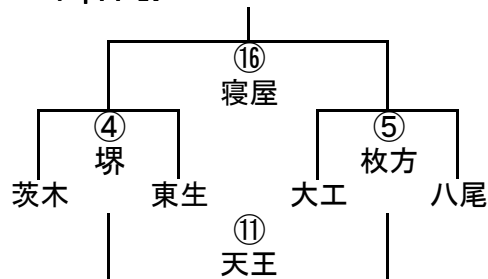 ⑯
寝屋
④ ⑤
堺 枚方
茨木 東生 大工 八尾
⑪
天王